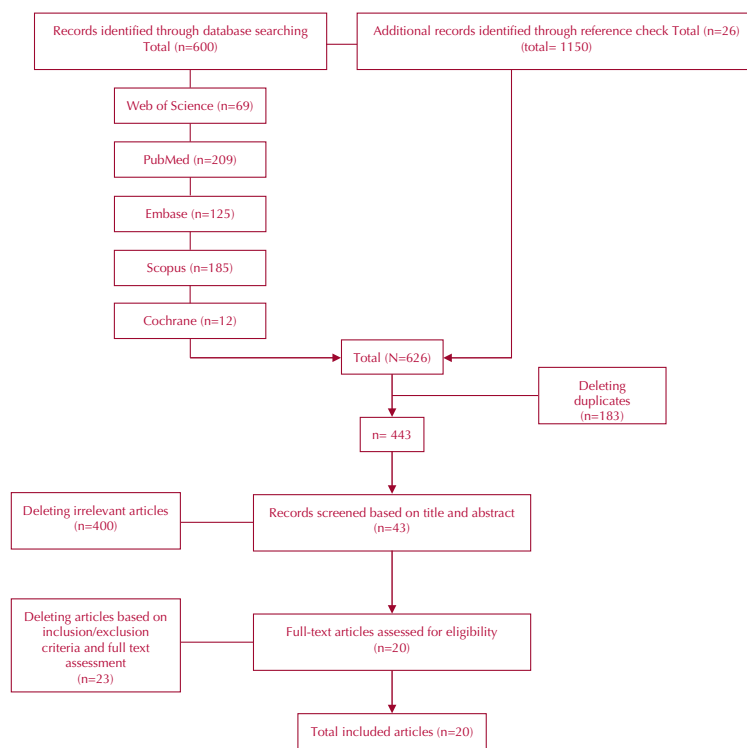 Records identified through database searching
Total (n=600)
Additional records identified through reference check Total (n=26)
(total= 1150)
Web of Science (n=69)
PubMed (n=209)
Embase (n=125)
Scopus (n=185)
Cochrane (n=12)
Total (N=626)
Deleting
duplicates
(n=183)
n= 443
Deleting irrelevant articles
(n=400)
Records screened based on title and abstract
(n=43)
Deleting articles based on
inclusion/exclusion
criteria and full text
assessment
(n=23)
Full-text articles assessed for eligibility
(n=20)
Total included articles (n=20)